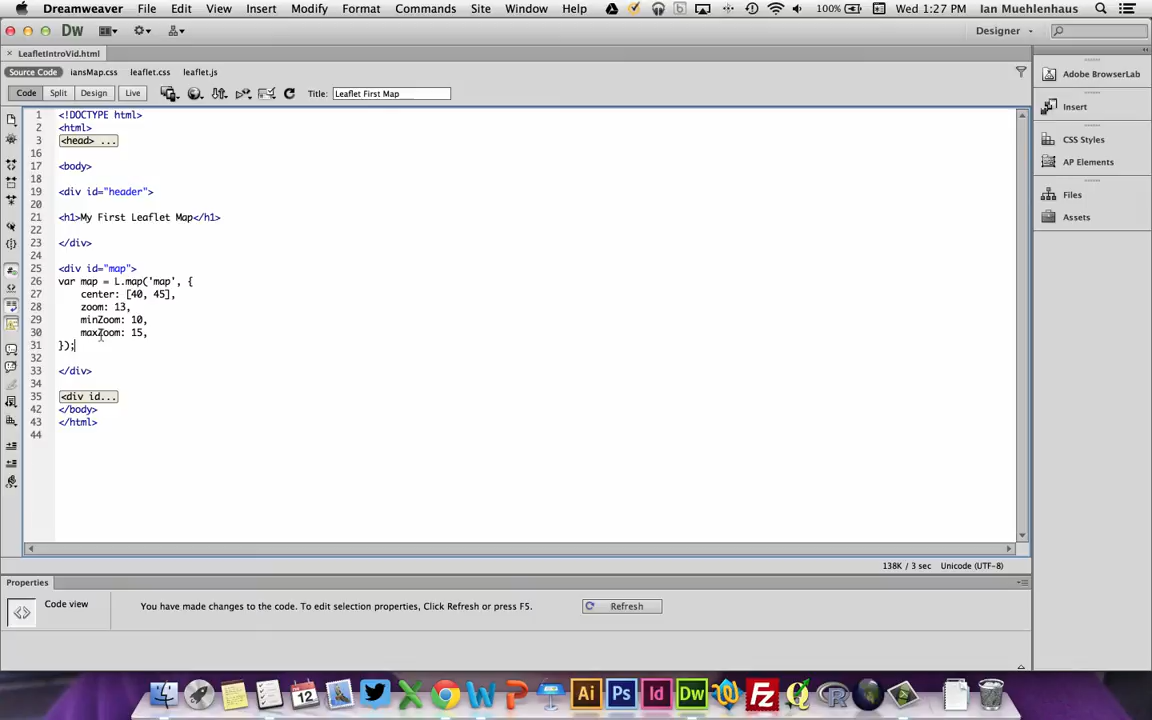 Dreamweaver File Edit View Insert Modify Format Commands Site Window Help 100% Wed 1:27 PM Ian Muehlenhaus
Dw Designer
LeafletIntroVid.html
Source Code iansMap.css leaflet.css leaflet.js
Code Split Design Live Title: Leaflet First Map
1 <!DOCTYPE html>
2 <html>
3 <head> ...
16
17 <body>
18
19 <div id="header">
20
21 <h1>My First Leaflet Map</h1>
22
23 </div>
24
25 <div id="map">
26 var map = L.map('map', {
27 center: [40, 45],
28 zoom: 13,
29 minZoom: 10,
30 maxZoom: 15,
31 });
32
33 </div>
34
35 <div id...
42 </body>
43 </html>
44
Adobe BrowserLab
Insert
CSS Styles
AP Elements
Files
Assets
138K / 3 sec Unicode (UTF-8)
Properties
Code view You have made changes to the code. To edit selection properties, Click Refresh or press F5. Refresh
12 Ai Ps Id Dw FZ R